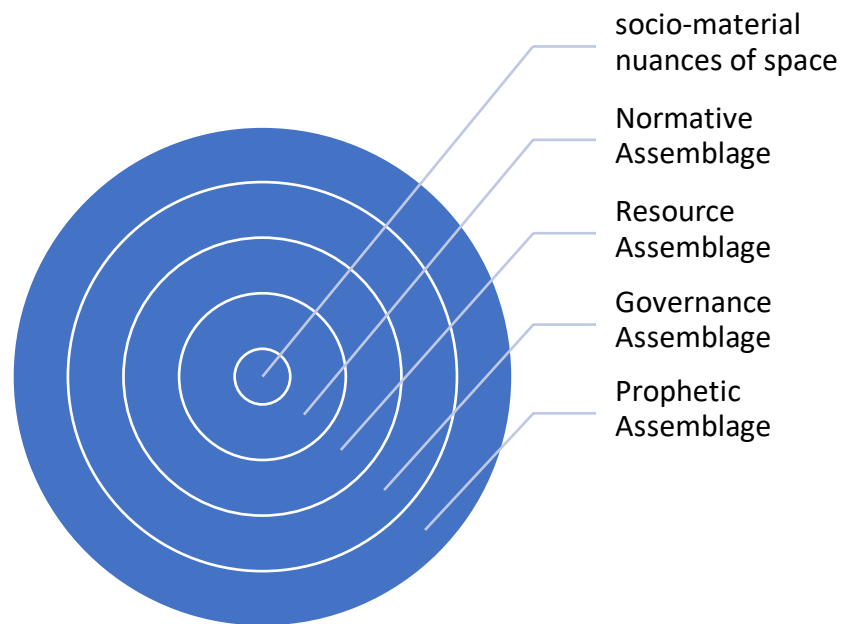 socio-material
nuances of space
Normative
Assemblage
Resource
Assemblage
Governance
Assemblage
Prophetic
Assemblage